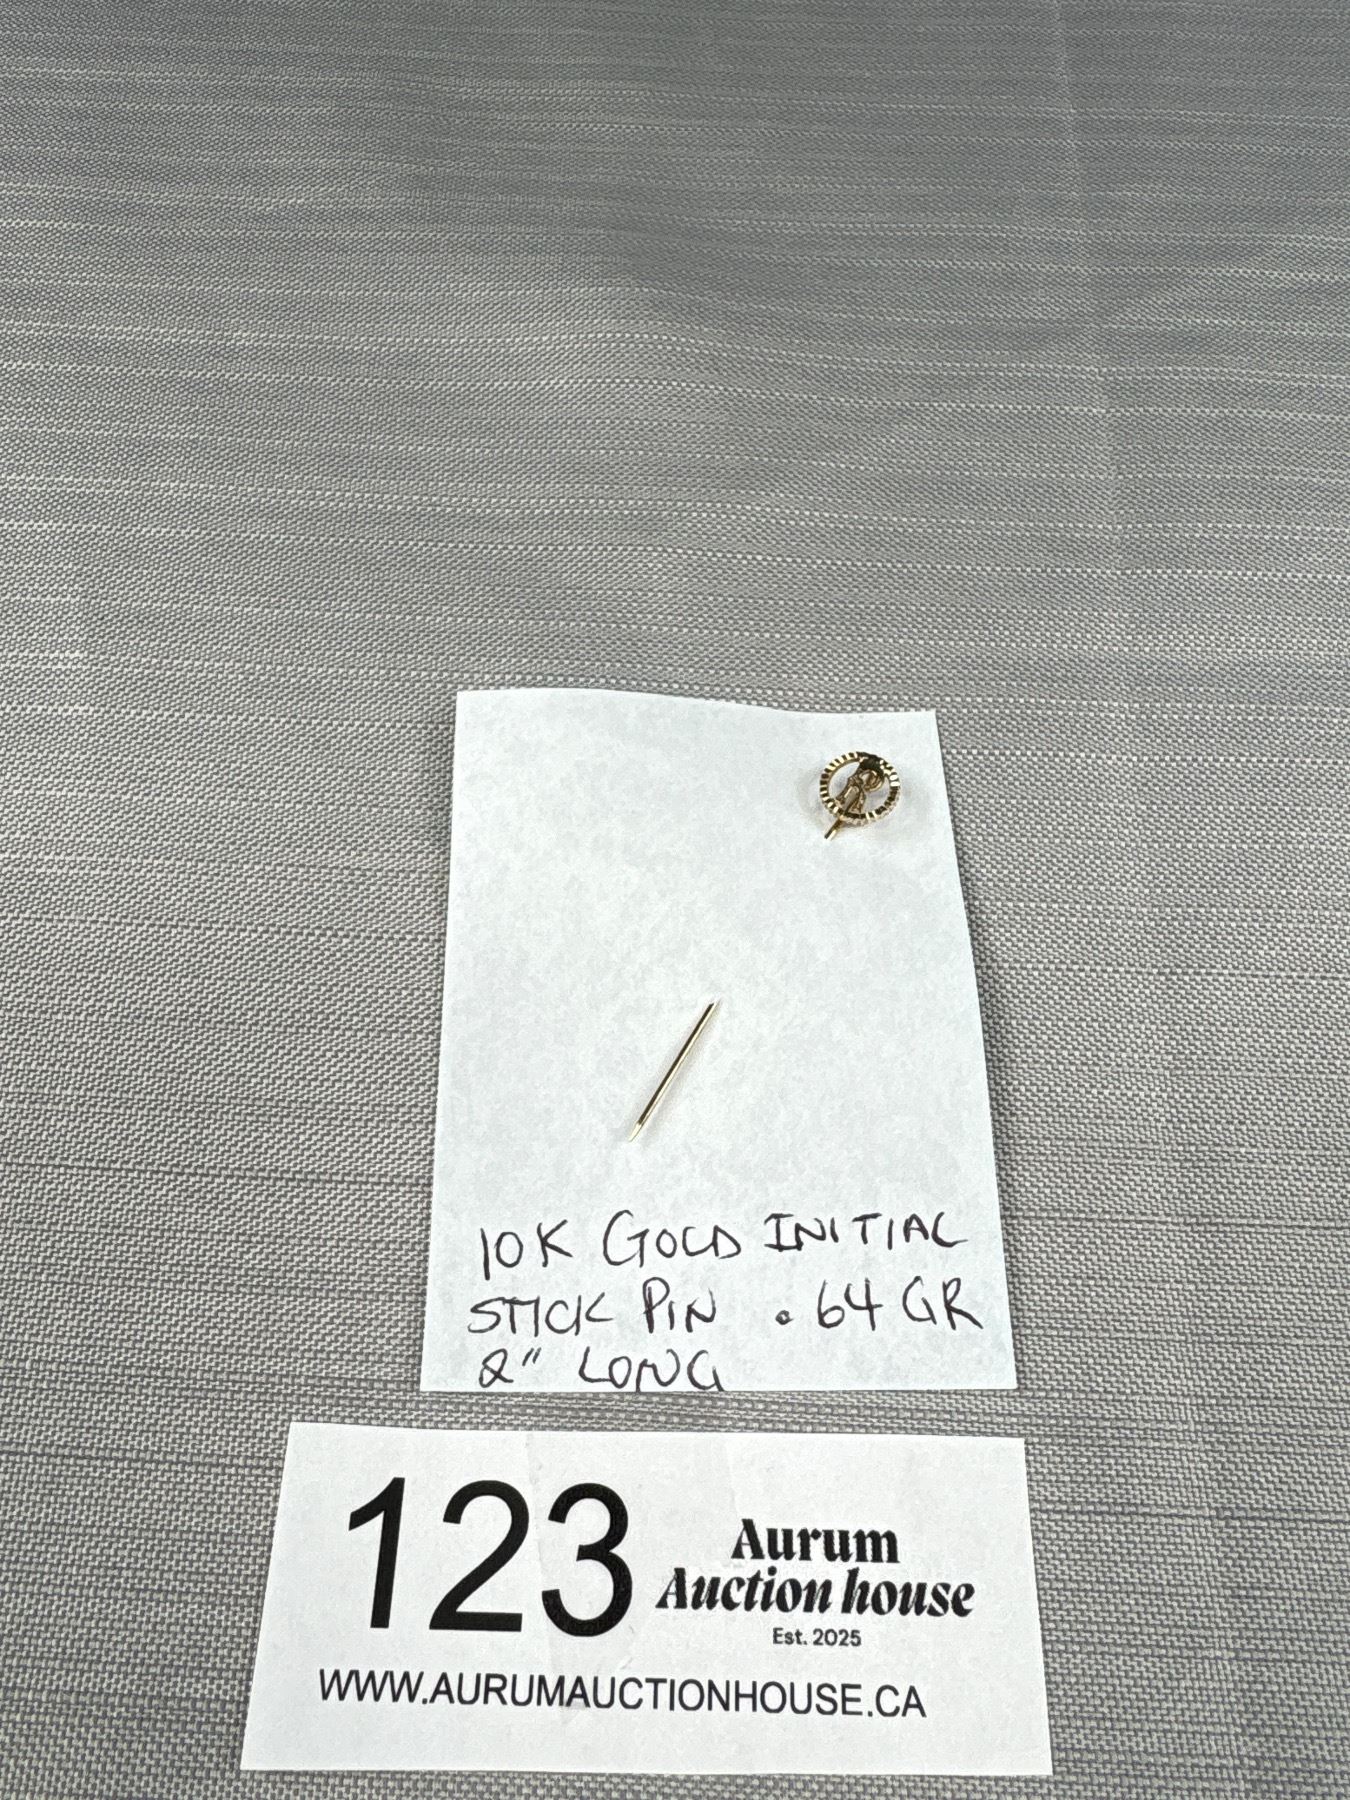 10K GOLD INITIAL
STICK PIN .64 GR
2" LONG
123
Aurum
Auction house
Est. 2025
WWW.AURUMAUCTIONHOUSE.CA